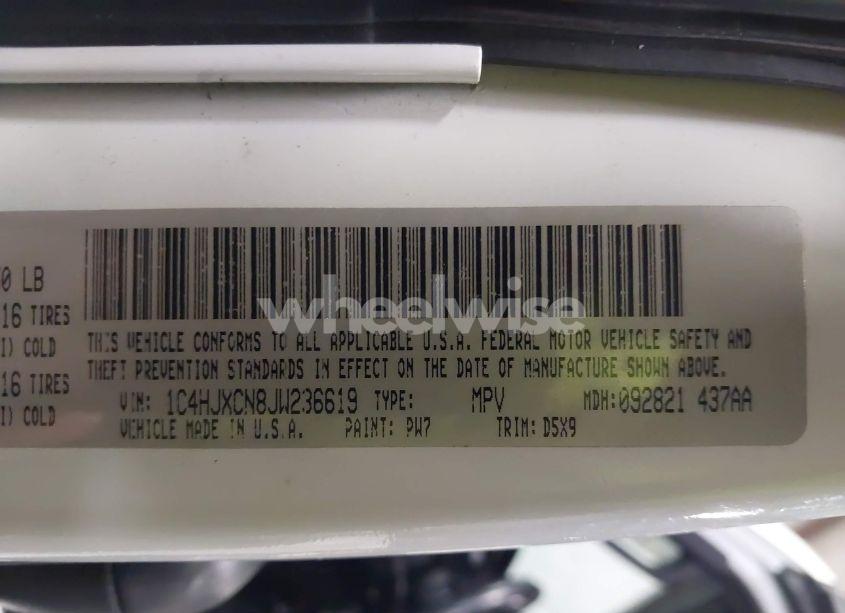 0 LB
16 TIRES
I) COLD
16 TIRES
I) COLD
wheelwise
THIS VEHICLE CONFORMS TO ALL APPLICABLE U.S.A. FEDERAL MOTOR VEHICLE SAFETY AND
THEFT PREVENTION STANDARDS IN EFFECT ON THE DATE OF MANUFACTURE SHOWN ABOVE.
VIN: 1C4HJXCN8JW236619 TYPE: MPV MDH:092821 437AA
VEHICLE MADE IN U.S.A. PAINT: PW7 TRIM: D5X9